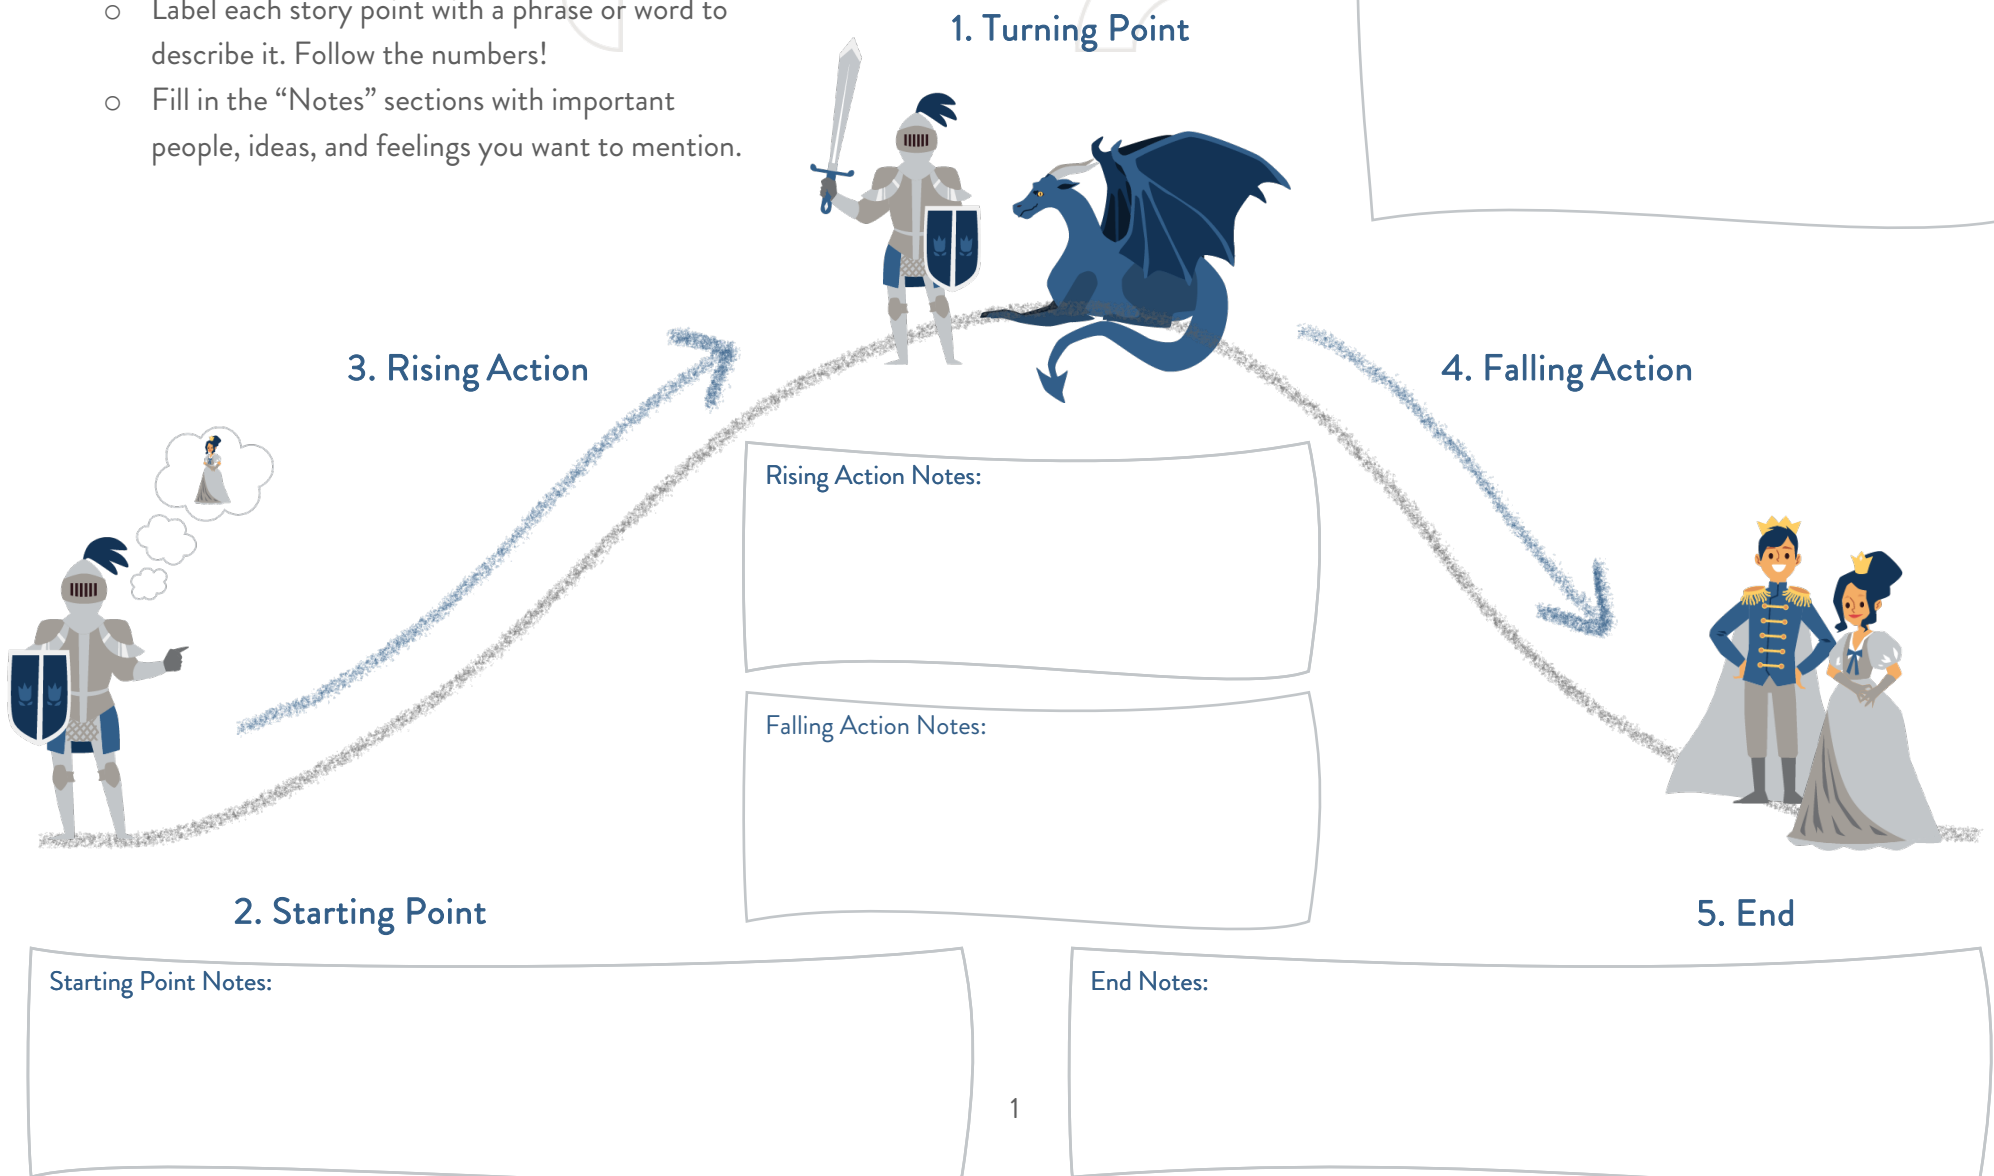 ○ Label each story point with a phrase or word to
describe it. Follow the numbers!
○ Fill in the “Notes” sections with important
people, ideas, and feelings you want to mention.
1. Turning Point
3. Rising Action
4. Falling Action
Rising Action Notes:
Falling Action Notes:
2. Starting Point
5. End
Starting Point Notes:
End Notes:
1